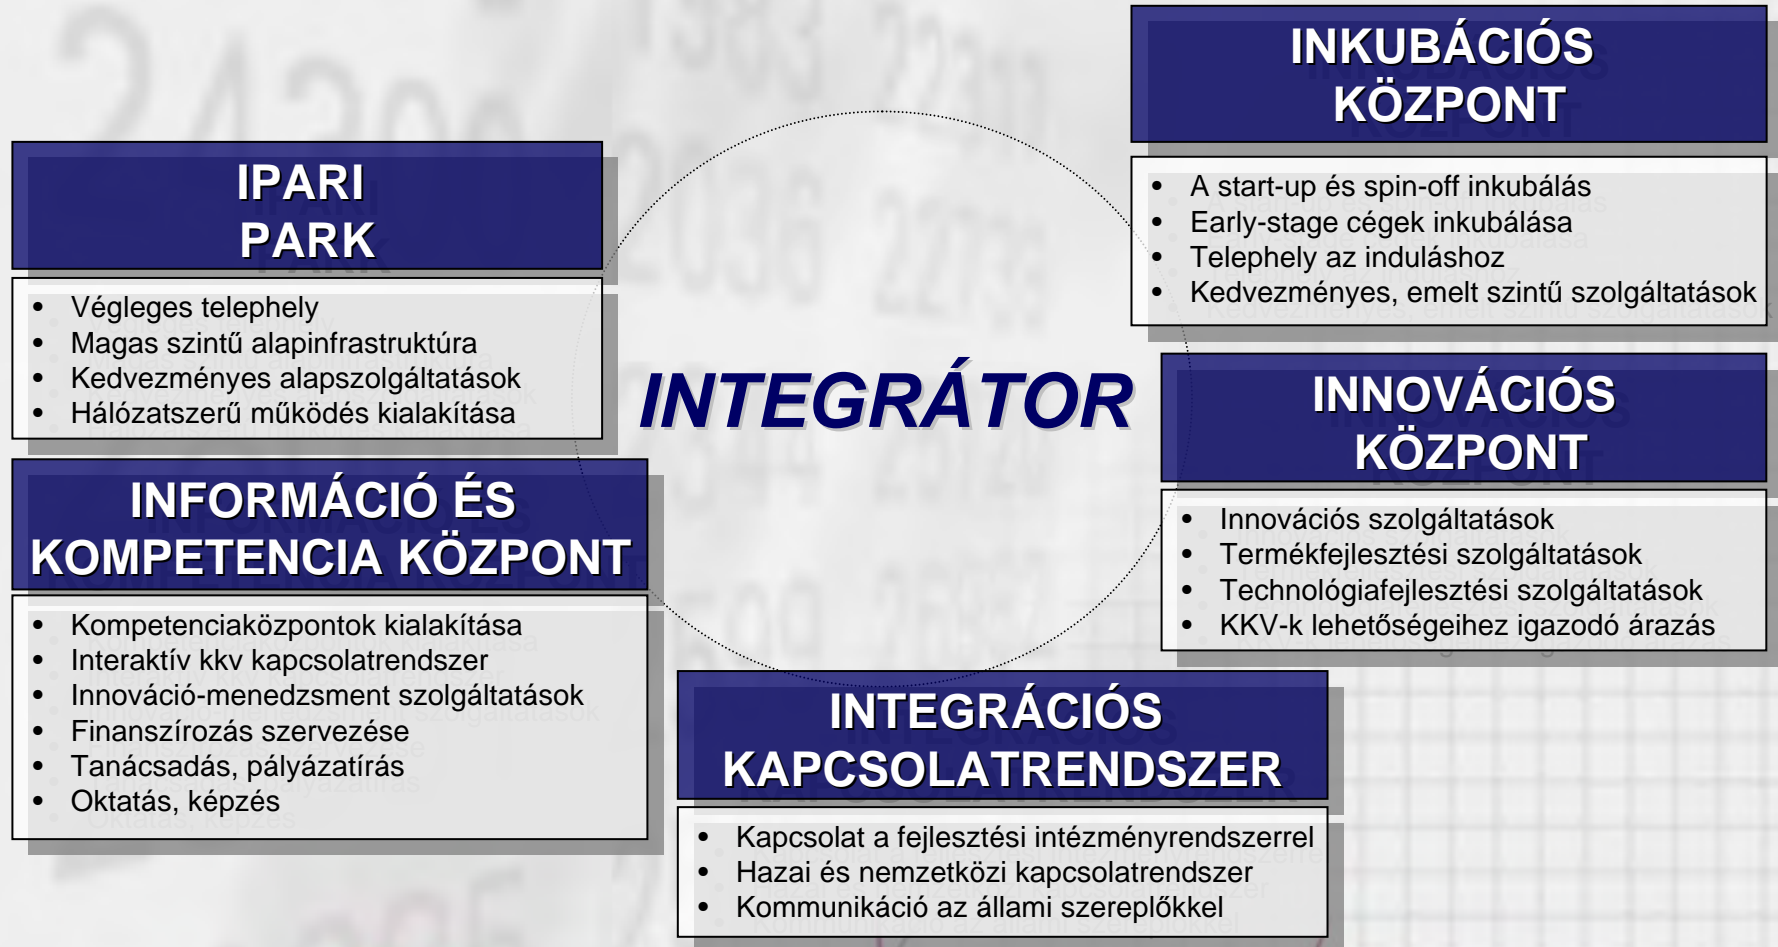 IPARI
PARK
• Végleges telephely
• Magas szintű alapinfrastruktúra
• Kedvezményes alapszolgáltatások
• Hálózatszerű működés kialakítása
INFORMÁCIÓ ÉS
KOMPETENCIA KÖZPONT
• Kompetenciaközpontok kialakítása
• Interaktív kkv kapcsolatrendszer
• Innováció-menedzsment szolgáltatások
• Finanszírozás szervezése
• Tanácsadás, pályázatírás
• Oktatás, képzés
INTEGRÁTOR
INKUBÁCIÓS
KÖZPONT
• A start-up és spin-off inkubálás
• Early-stage cégek inkubálása
• Telephely az induláshoz
• Kedvezményes, emelt szintű szolgáltatások
INNOVÁCIÓS
KÖZPONT
• Innovációs szolgáltatások
• Termékfejlesztési szolgáltatások
• Technológiafejlesztési szolgáltatások
• KKV-k lehetőségeihez igazodó árazás
INTEGRÁCIÓS
KAPCSOLATRENDSZER
• Kapcsolat a fejlesztési intézményrendszerrel
• Hazai és nemzetközi kapcsolatrendszer
• Kommunikáció az állami szereplőkkel